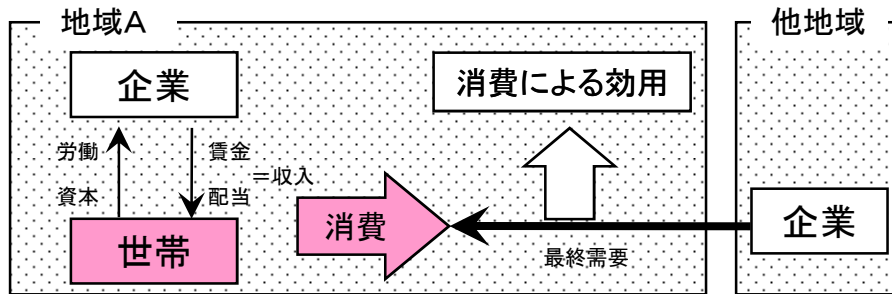 地域A
他地域
企業
消費による効用
労働
賃金
＝収入
資本
配当
消費
企業
世帯
最終需要